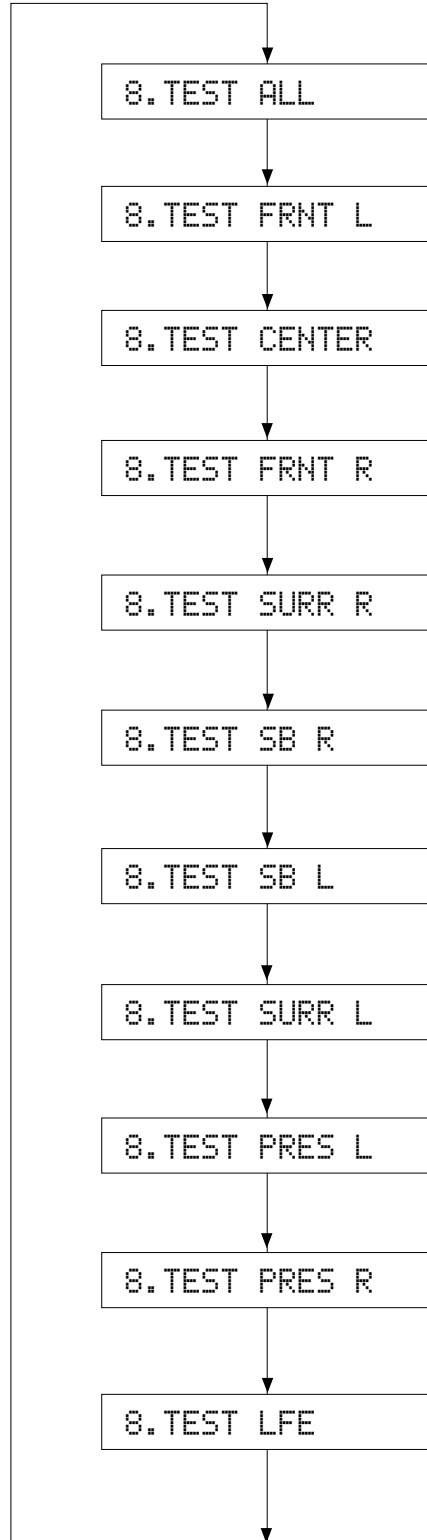 8.TEST ALL
8.TEST FRNT L
8.TEST CENTER
8.TEST FRNT R
8.TEST SURR R
8.TEST SB R
8.TEST SB L
8.TEST SURR L
8.TEST PRES L
8.TEST PRES R
8.TEST LFE